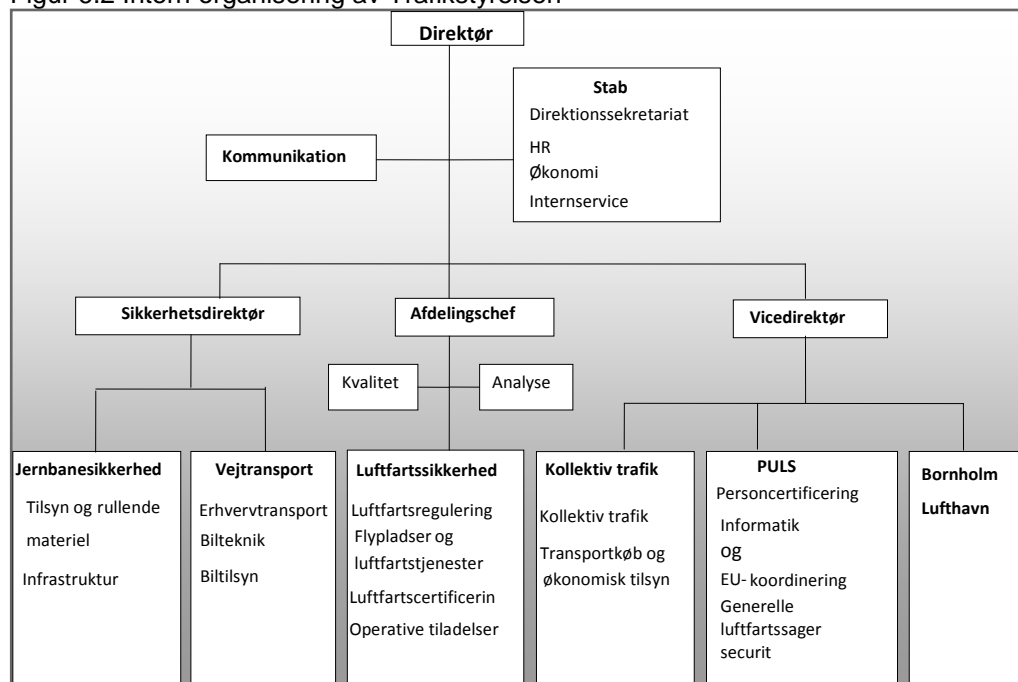 Figur 3.2 Intern organisering av Trafikstyrelsen
Direktør
Stab
Direktionssekretariat
HR
Økonomi
Internservice
Kommunikation
Sikkerhetsdirektør
Afdelingschef
Vicedirektør
Kvalitet
Analyse
Jernbanesikkerhed
Tilsyn og rullende
materiel
Infrastruktur
Vejtransport
Erhvervtransport
Bilteknik
Biltilsyn
Luftfartssikkerhed
Luftfartsregulering
Flypladser og
luftfartstjenester
Luftfartscertificerin
Operative tiladelser
Kollektiv trafik
Kollektiv trafik
Transportkøb og
økonomisk tilsyn
PULS
Personcertificering
Informatik
og
EU-koordinering
Generelle
luftfartssager
securit
Bornholm
Lufthavn